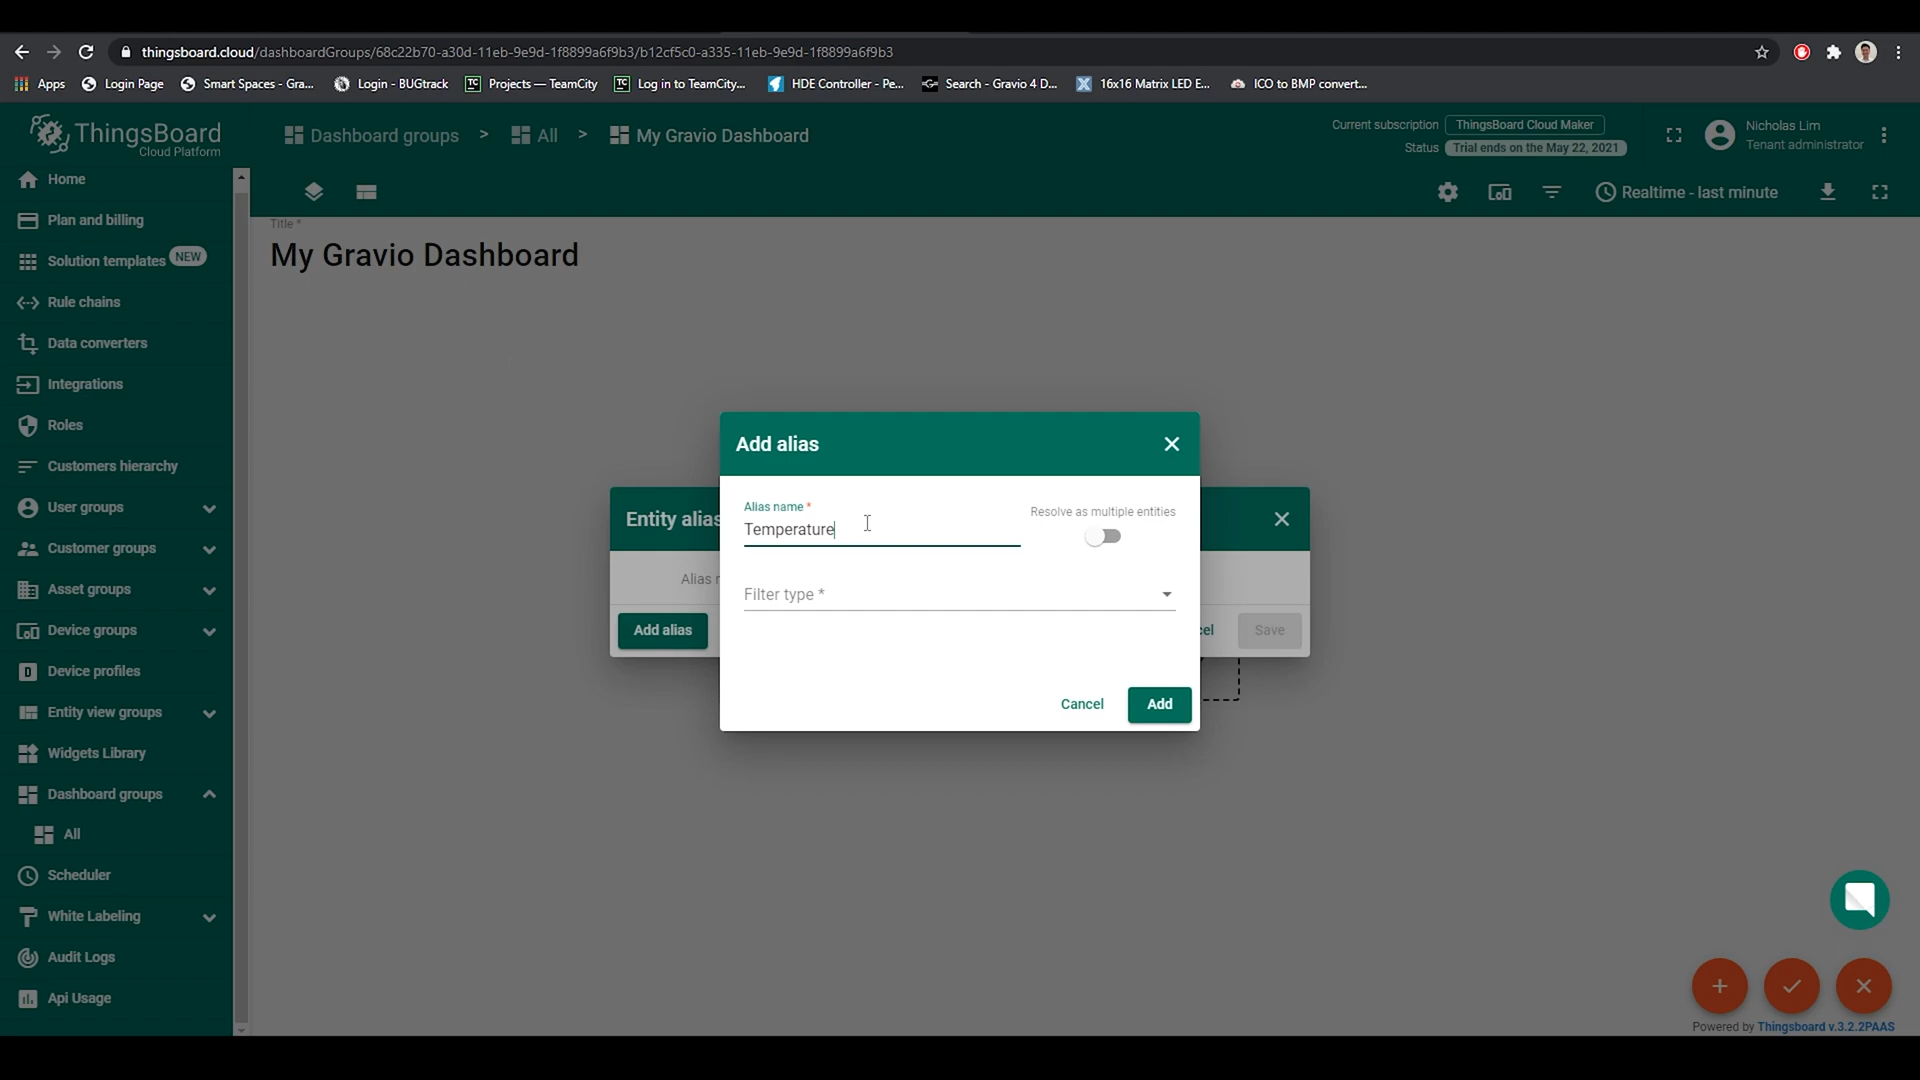 thingsboard.cloud/dashboardGroups/68c22b70-a30d-11eb-9e9d-1f8899a6f9b3/b12cf5c0-a335-11eb-9e9d-1f8899a6f9b3
Apps Login Page Smart Spaces - Gra... Login - BUGtrack TC Projects — TeamCity TC Log in to TeamCity... HDE Controller - Pe... Search - Gravio 4 D... 16x16 Matrix LED E... ICO to BMP convert...
ThingsBoard
Cloud Platform
Dashboard groups > All > My Gravio Dashboard
Current subscription ThingsBoard Cloud Maker
Status Trial ends on the May 22, 2021
Nicholas Lim
Tenant administrator
Realtime - last minute
Home
Plan and billing
Solution templates NEW
Rule chains
Data converters
Integrations
Roles
Customers hierarchy
User groups
Customer groups
Asset groups
Device groups
Device profiles
Entity view groups
Widgets Library
Dashboard groups
All
Scheduler
White Labeling
Audit Logs
Api Usage
Title *
My Gravio Dashboard
Entity alias
Alias
Add alias
Save
Add alias
Alias name *
Temperature
Resolve as multiple entities
Filter type *
Cancel
Add
Powered by Thingsboard v.3.2.2PAAS